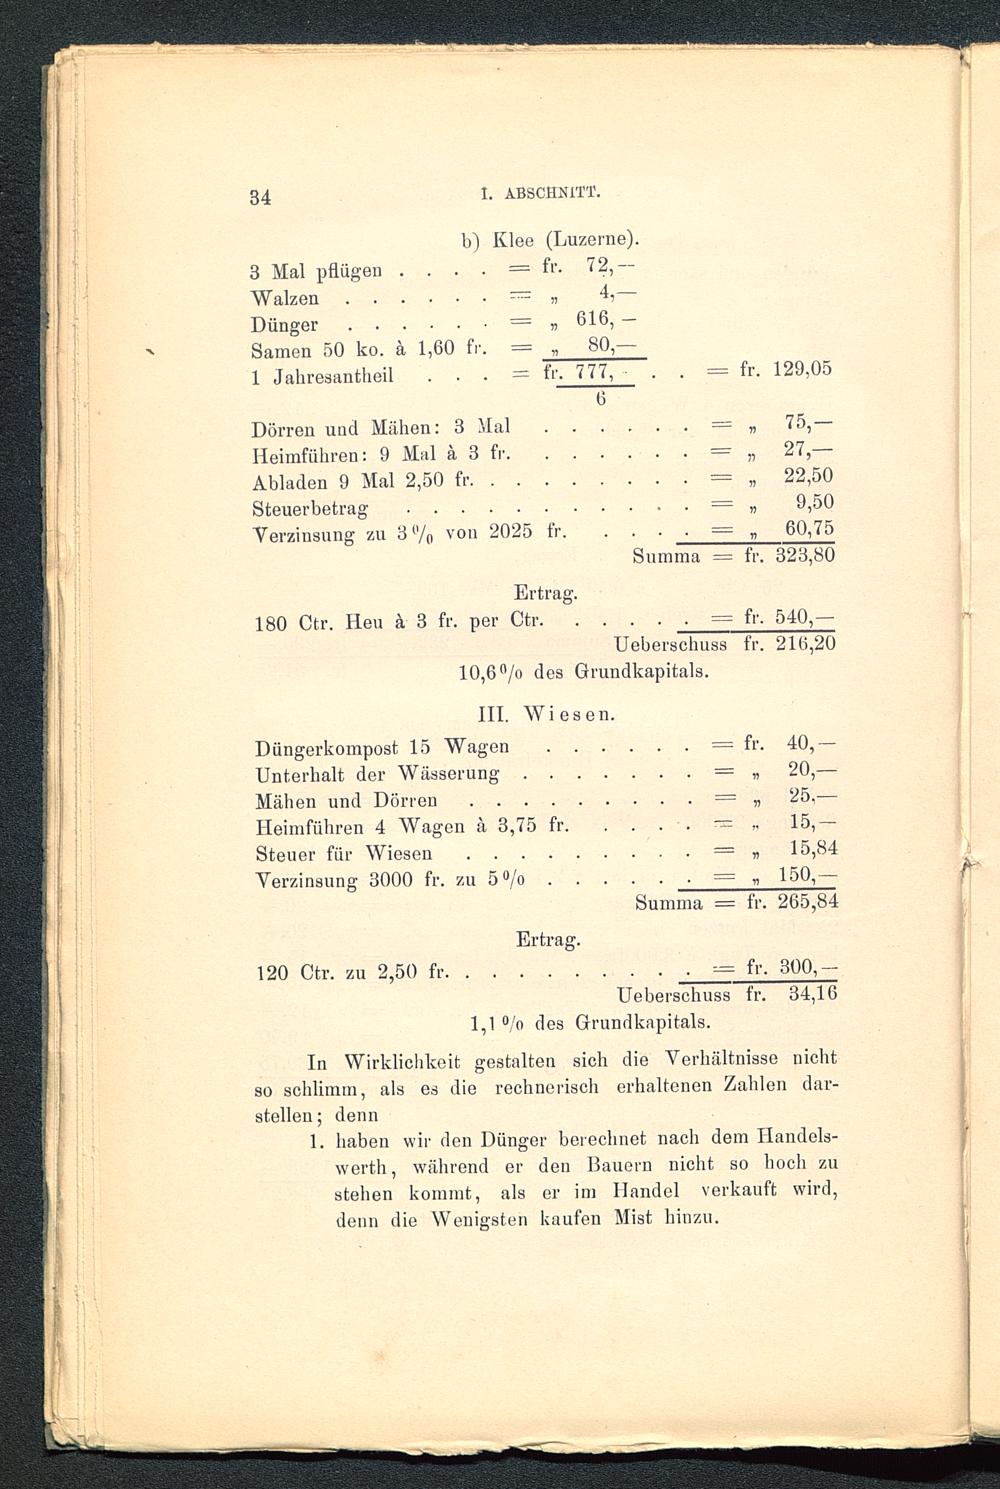 34 I. ABSCHNITT.
b) Klee (Luzerne).
3 Mal pflügen . . . . = fr. 72,—
Walzen . . . . . . = „ 4,—
Dünger . . . . . . = „ 616,—
Samen 50 ko. à 1,60 fr. = „ 80,—
1 Jahresantheil . . . = fr. 777,- . . = fr. 129,05
6
Dörren und Mähen: 3 Mal . . . . . . = „ 75,—
Heimführen: 9 Mal à 3 fr. . . . . . . = „ 27,—
Abladen 9 Mal 2,50 fr. . . . . . . . . = „ 22,50
Steuerbetrag . . . . . . . . . . . = „ 9,50
Verzinsung zu 3% von 2025 fr. . . . . = „ 60,75
Summa = fr. 323,80
Ertrag.
180 Ctr. Heu à 3 fr. per Ctr. . . . . . = fr. 540,—
Ueberschuss fr. 216,20
10,6% des Grundkapitals.
III. Wiesen.
Düngerkompost 15 Wagen . . . . . . = fr. 40,—
Unterhalt der Wässerung . . . . . . . = „ 20,—
Mähen und Dörren . . . . . . . . . = „ 25,—
Heimführen 4 Wagen à 3,75 fr. . . . . = „ 15,—
Steuer für Wiesen . . . . . . . . . = „ 15,84
Verzinsung 3000 fr. zu 5% . . . . . . = „ 150,—
Summa = fr. 265,84
Ertrag.
120 Ctr. zu 2,50 fr. . . . . . . . . . = fr. 300,—
Ueberschuss fr. 34,16
1,1% des Grundkapitals.
In Wirklichkeit gestalten sich die Verhältnisse nicht
so schlimm, als es die rechnerisch erhaltenen Zahlen dar-
stellen; denn
1. haben wir den Dünger berechnet nach dem Handels-
werth, während er den Bauern nicht so hoch zu
stehen kommt, als er im Handel verkauft wird,
denn die Wenigsten kaufen Mist hinzu.